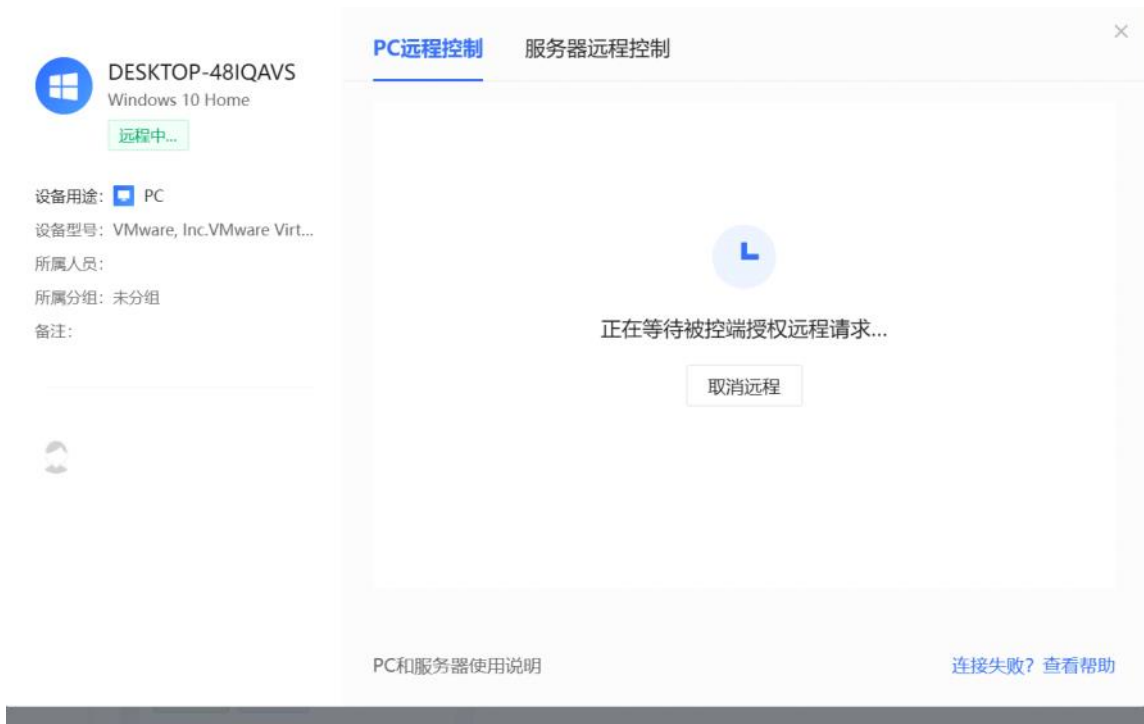 DESKTOP-48IQAVS
Windows 10 Home
远程中...
设备用途: PC
设备型号: VMware, Inc.VMware Virt...
所属人员:
所属分组: 未分组
备注:
PC远程控制 服务器远程控制
正在等待被控端授权远程请求...
取消远程
PC和服务器使用说明
连接失败? 查看帮助